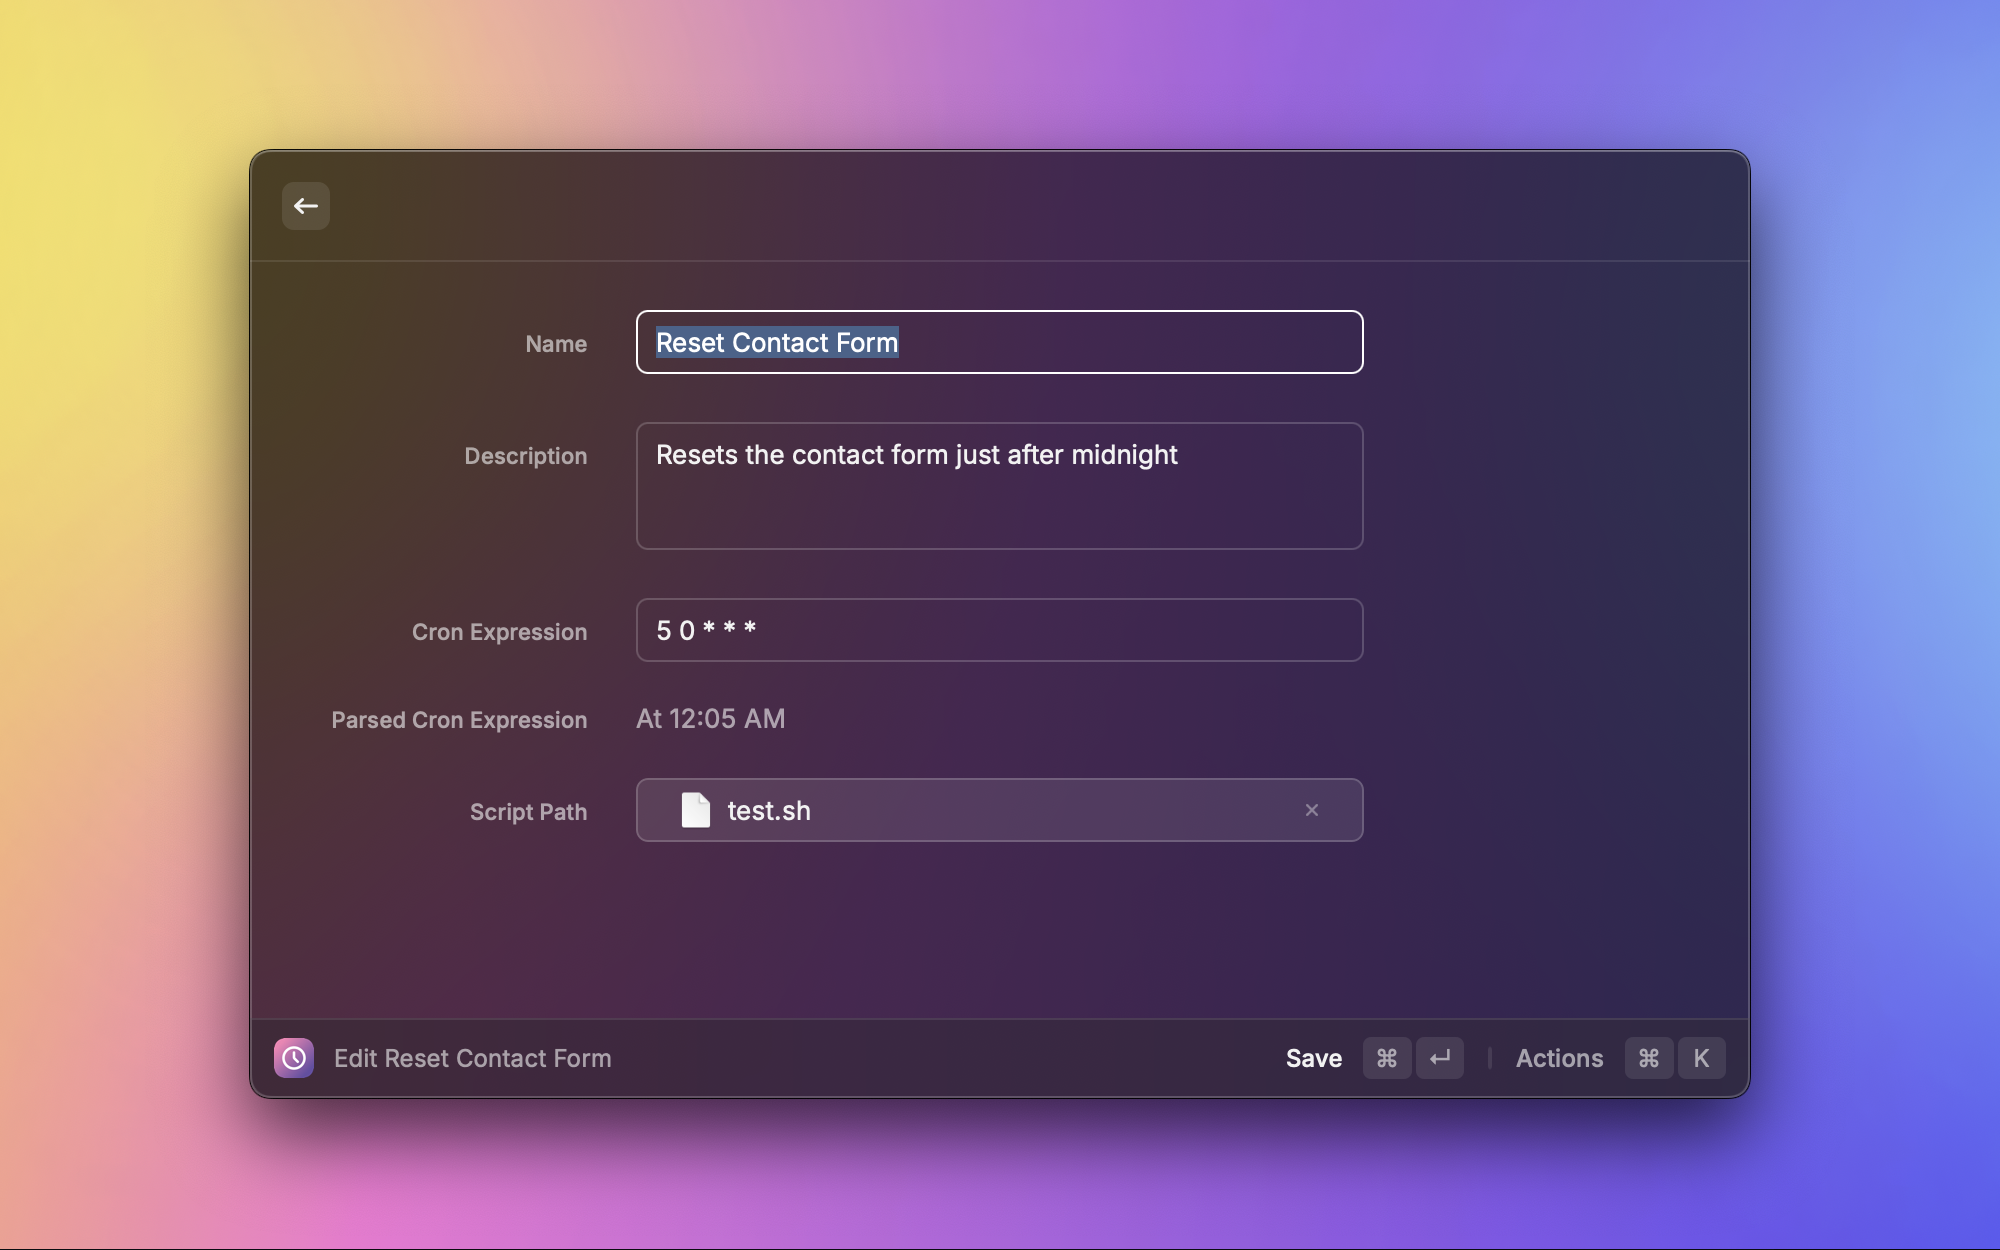 Name
Reset Contact Form
Description
Resets the contact form just after midnight
Cron Expression
5 0 * * *
Parsed Cron Expression
At 12:05 AM
Script Path
test.sh
Edit Reset Contact Form
Save ⌘ ↵ Actions ⌘ K